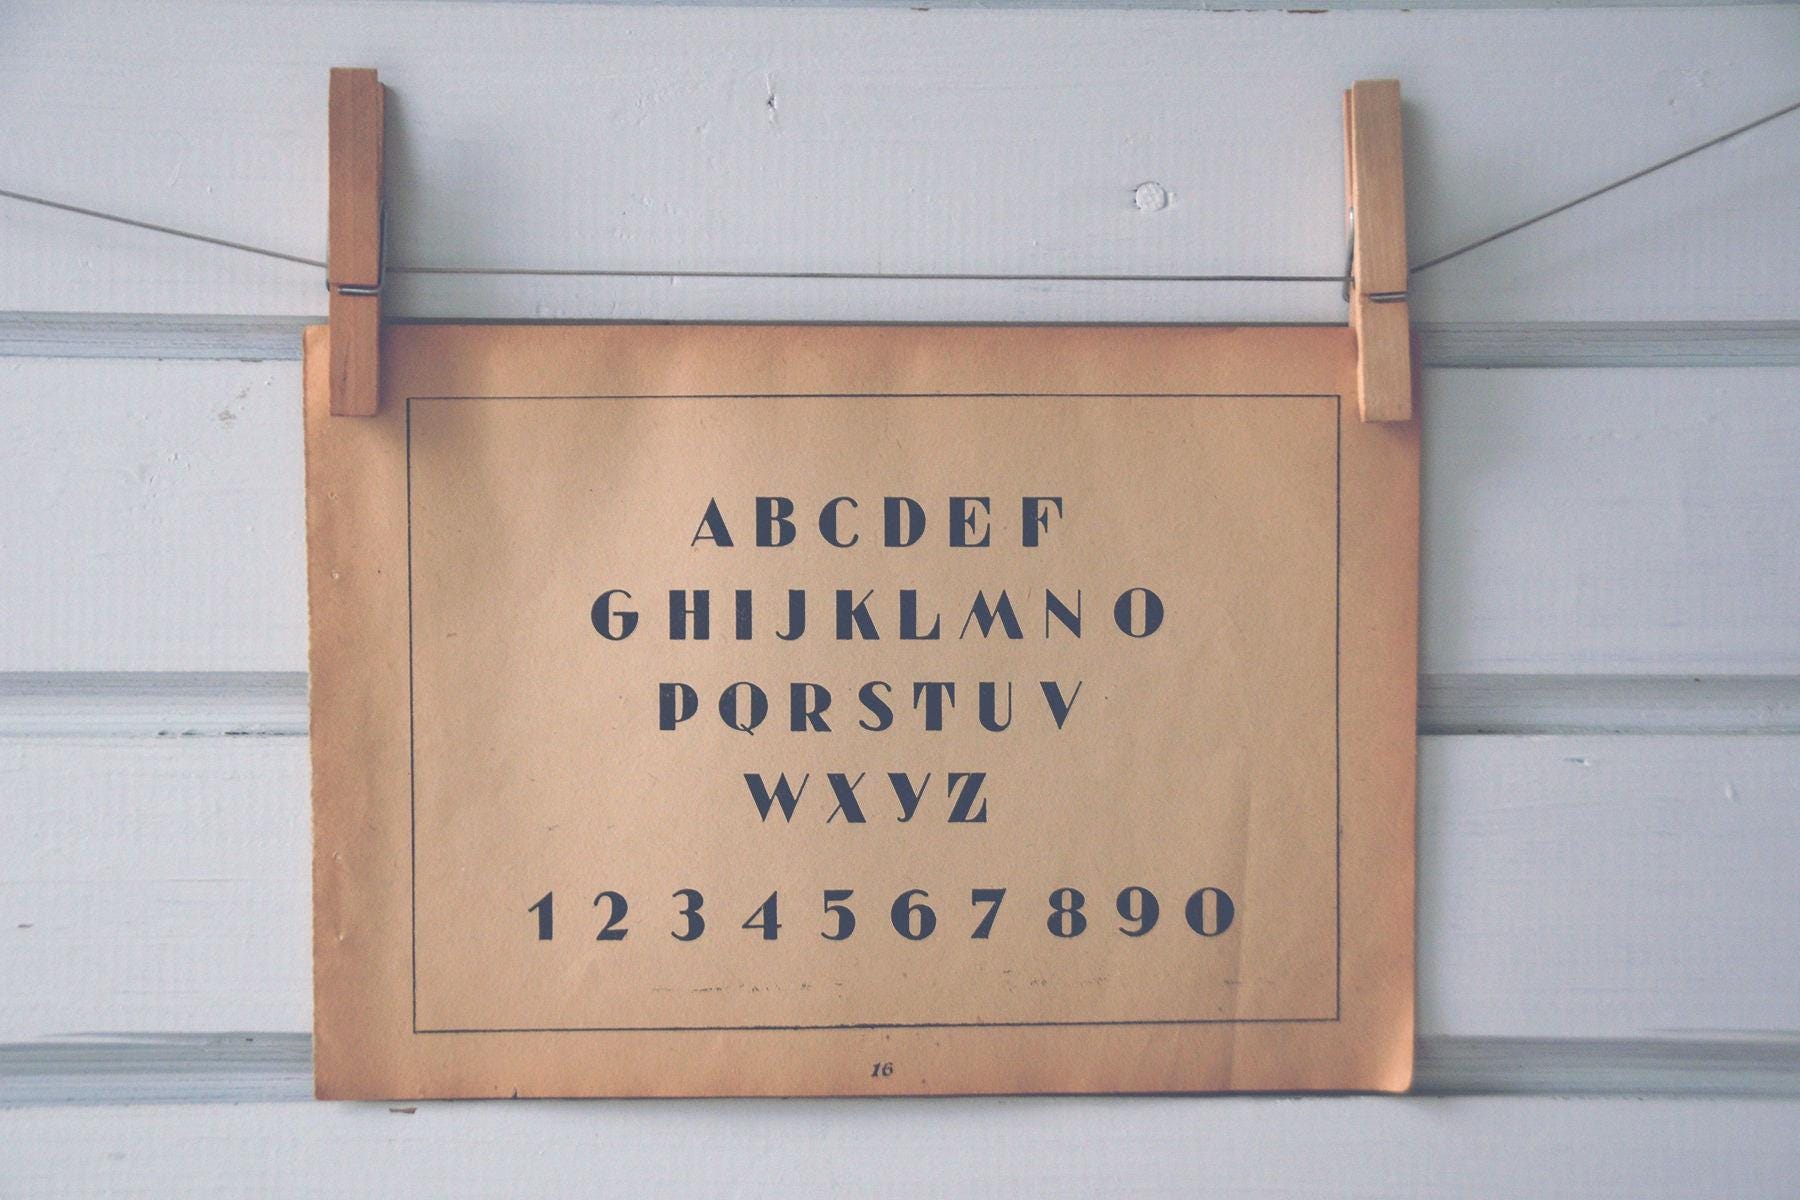 ABCDEF
GHIJKLMNO
PQRSTUV
WXYZ
1234567890
16